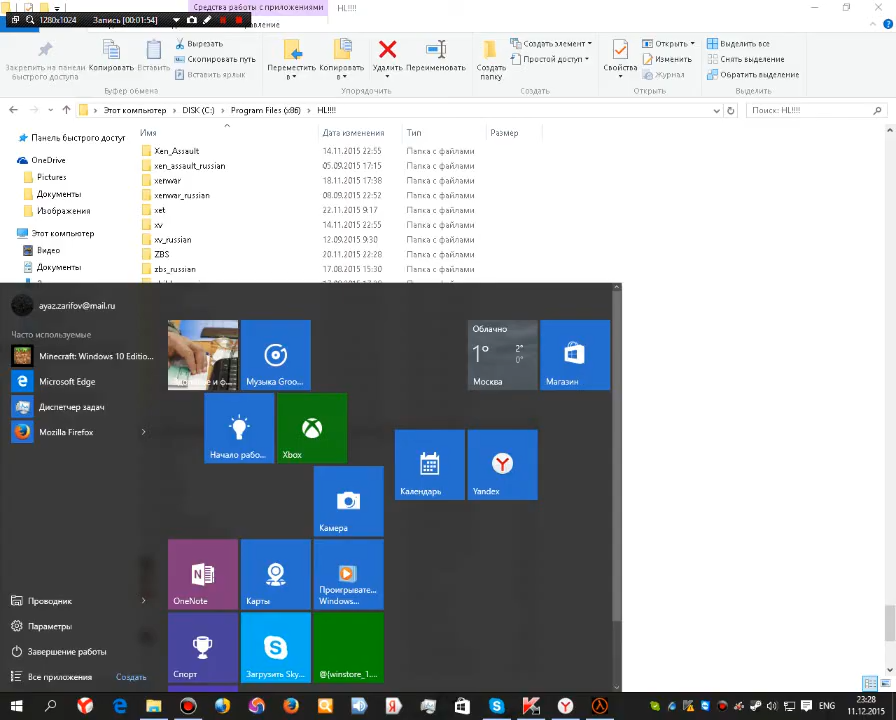 Средства работы с приложениями
HL!!!!
1280x1024
Запись [00:01:54]
Закрепить на панели быстрого доступа
Копировать
Вставить
Вырезать
Скопировать путь
Вставить ярлык
Буфер обмена
Переместить в
Копировать в
Удалить
Переименовать
Упорядочить
Создать папку
Создать элемент
Простой доступ
Создать
Свойства
Открыть
Изменить
Журнал
Открыть
Выделить все
Снять выделение
Обратить выделение
Выделить
Этот компьютер > DISK (C:) > Program Files (x86) > HL!!!!
Поиск: HL!!!!
Имя Дата изменения Тип Размер
Панель быстрого доступ
OneDrive
Pictures
Документы
Изображения
Этот компьютер
Видео
Документы
Xen_Assault 14.11.2015 22:55 Папка с файлами
xen_assault_russian 05.09.2015 17:15 Папка с файлами
xenwar 18.11.2015 17:38 Папка с файлами
xenwar_russian 08.09.2015 22:52 Папка с файлами
xet 22.11.2015 9:17 Папка с файлами
xv 14.11.2015 22:55 Папка с файлами
xv_russian 12.09.2015 9:30 Папка с файлами
ZBS 20.11.2015 22:28 Папка с файлами
zbs_russian 17.08.2015 15:30 Папка с файлами
ayaz.zarifov@mail.ru
Часто используемые
Minecraft: Windows 10 Editio...
Microsoft Edge
Диспетчер задач
Mozilla Firefox
Проводник
Параметры
Завершение работы
Все приложения
Создать
Музыка Groo...
Облачно
1°
2°
0°
Москва
Магазин
Начало рабо...
Xbox
Календарь
Yandex
Камера
OneNote
Карты
Проигрывате... Windows...
Спорт
Загрузить Sky...
@{winstore_1...
ENG
23:28
11.12.2015